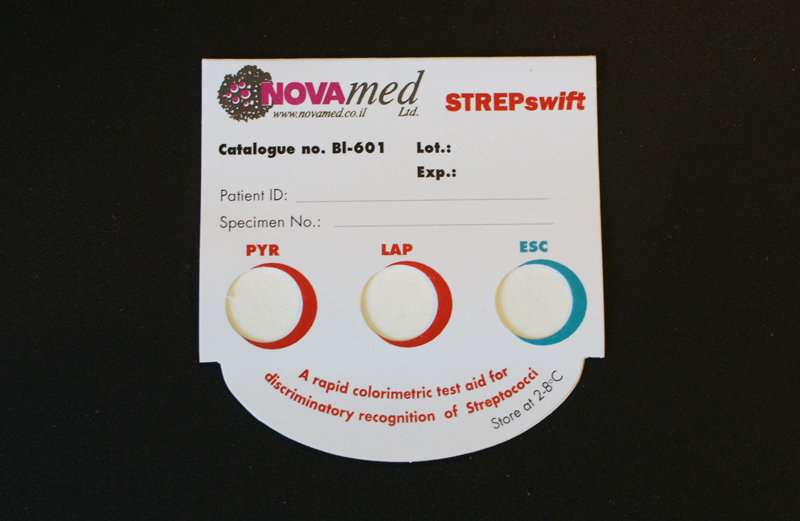 NOVAmed
www.novamed.co.il Ltd.
STREPswift
Catalogue no. BI-601 Lot.:
Exp.:
Patient ID:
Specimen No.:
PYR LAP ESC
A rapid colorimetric test aid for
discriminatory recognition of Streptococci
Store at 2-8°C